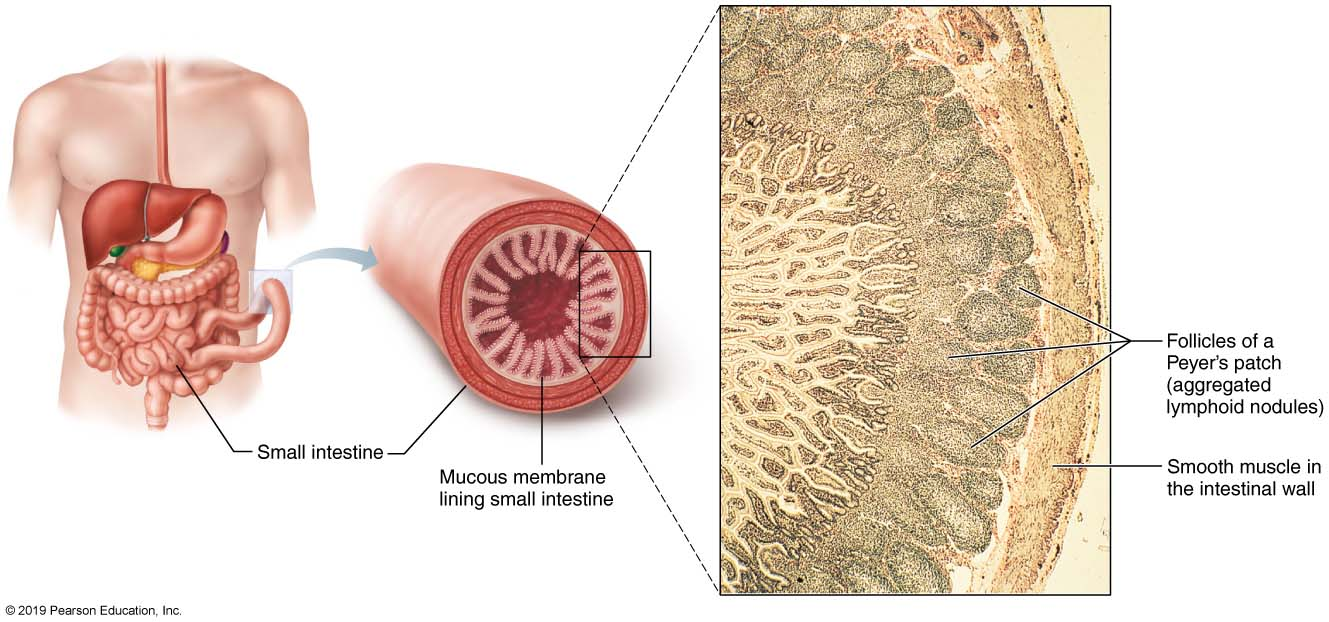 Follicles of a
Peyer's patch
(aggregated
lymphoid nodules)
Small intestine
Smooth muscle in
the intestinal wall
Mucous membrane
lining small intestine
© 2019 Pearson Education, Inc.